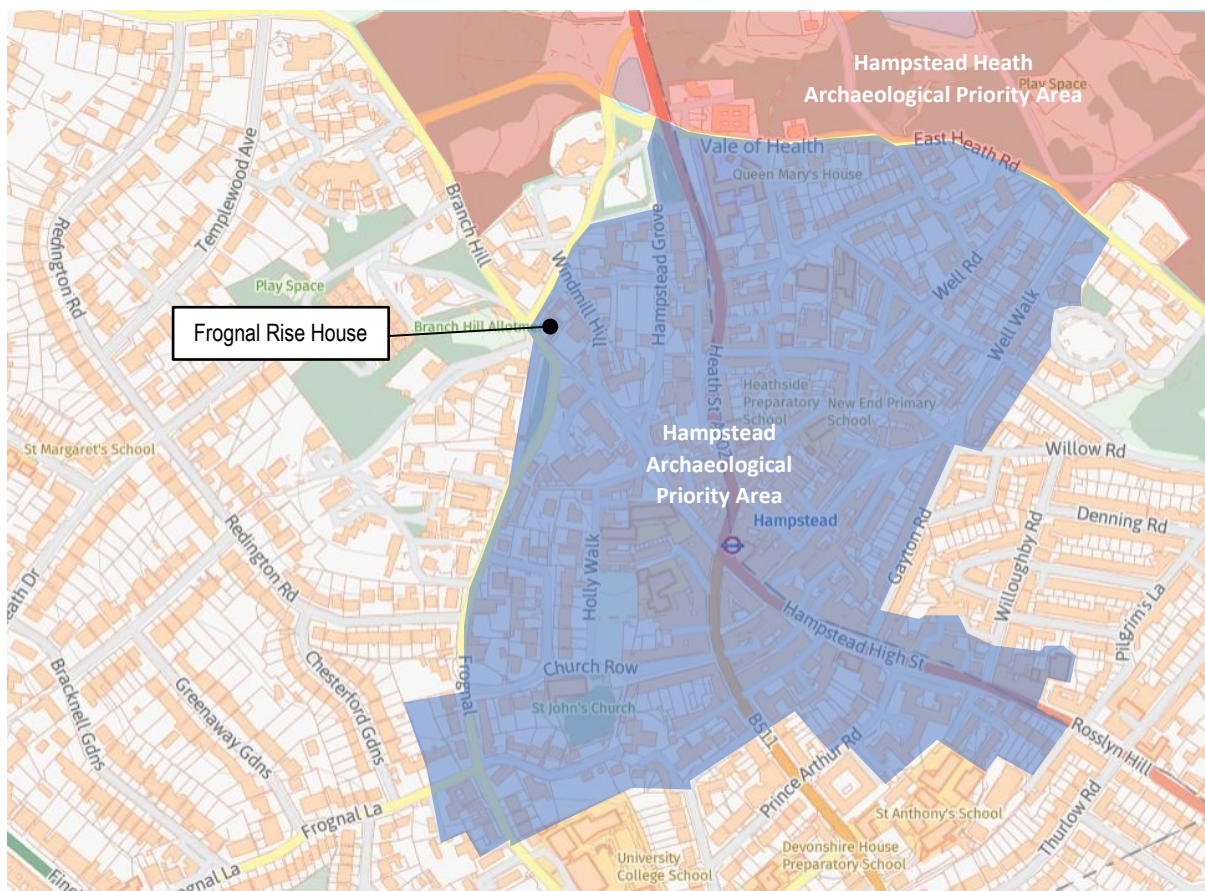 Hampstead Heath
Archaeological Priority Area
Play Space
East Heath Rd
Vale of Health
Queen Mary's House
Templewood Ave
Branch Hill
Redington Rd
Windmill Hill
Hampstead Grove
Well Rd
Well Walk
Play Space
Frognal Rise House
Branch Hill Allotm
Heath St
Heathside
Preparatory
School
New End Primary
School
Hampstead
Archaeological
Priority Area
St Margaret's School
Willow Rd
Denning Rd
Hampstead
Gayton Rd
Willoughby Rd
Pilgrim's La
Redington Rd
Holly Walk
eath Dr
Hampstead High St
Church Row
Frognal
St John's Church
Chesterford Gdns
Greenaway Gdns
Bracknell Gdns
B511
Rosslyn Hill
Prince Arthur Rd
St Anthony's School
Thurlow Rd
Frognal La
Devonshire House
Preparatory School
University
College School
Frognal La